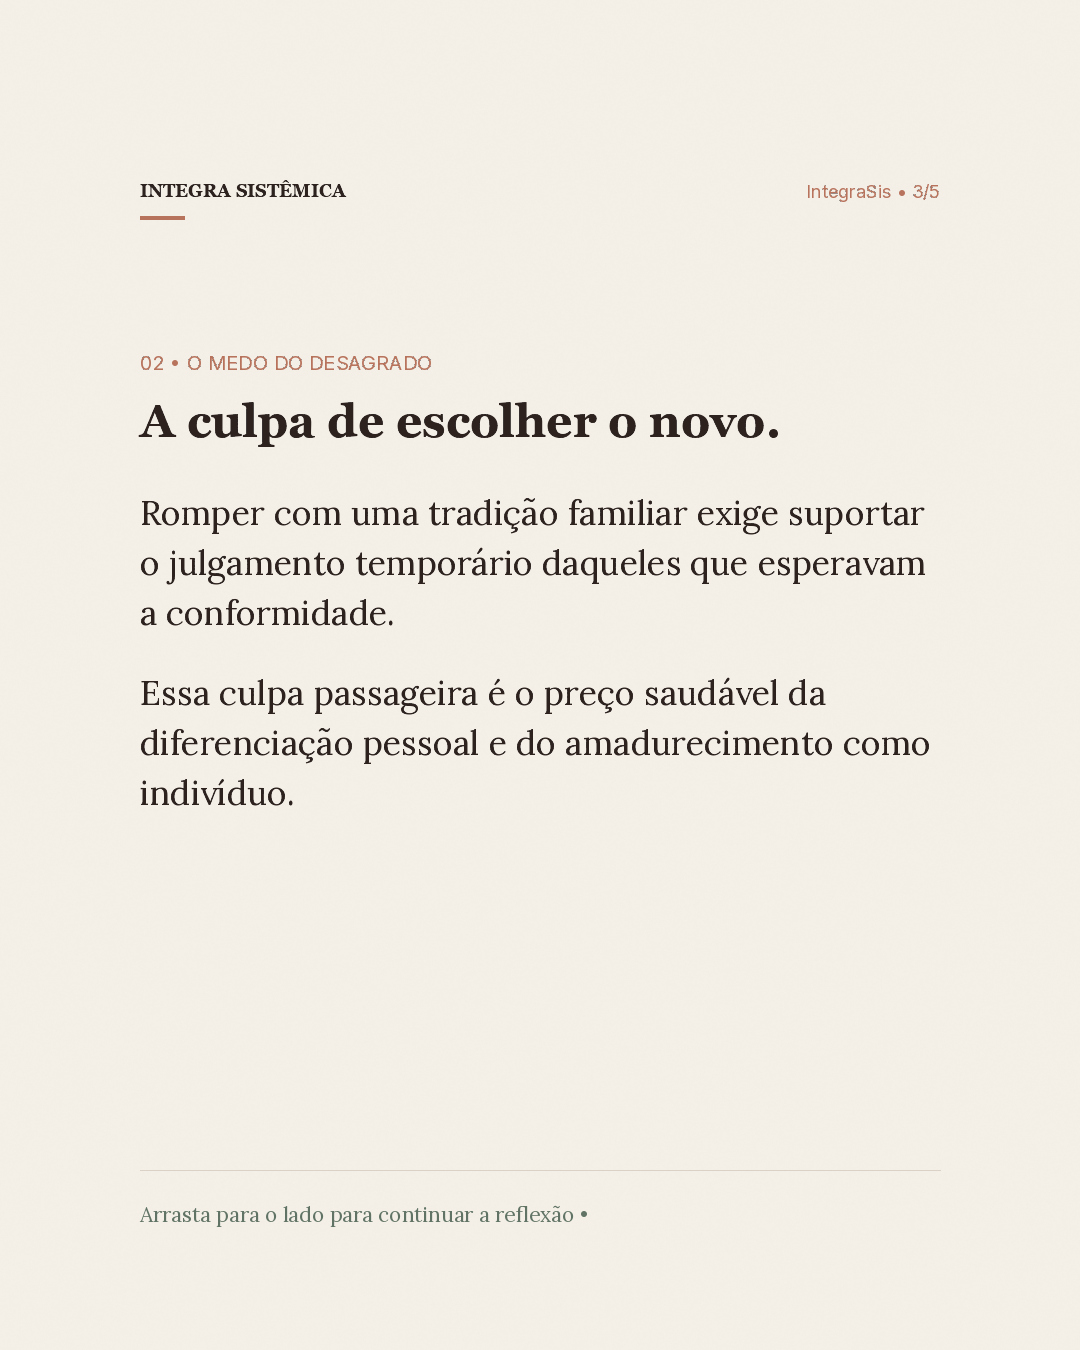 INTEGRA SISTÊMICA
IntegraSis • 3/5
02 • O MEDO DO DESAGRADO
A culpa de escolher o novo.
Romper com uma tradição familiar exige suportar
o julgamento temporário daqueles que esperavam
a conformidade.
Essa culpa passageira é o preço saudável da
diferenciação pessoal e do amadurecimento como
indivíduo.
Arrasta para o lado para continuar a reflexão •